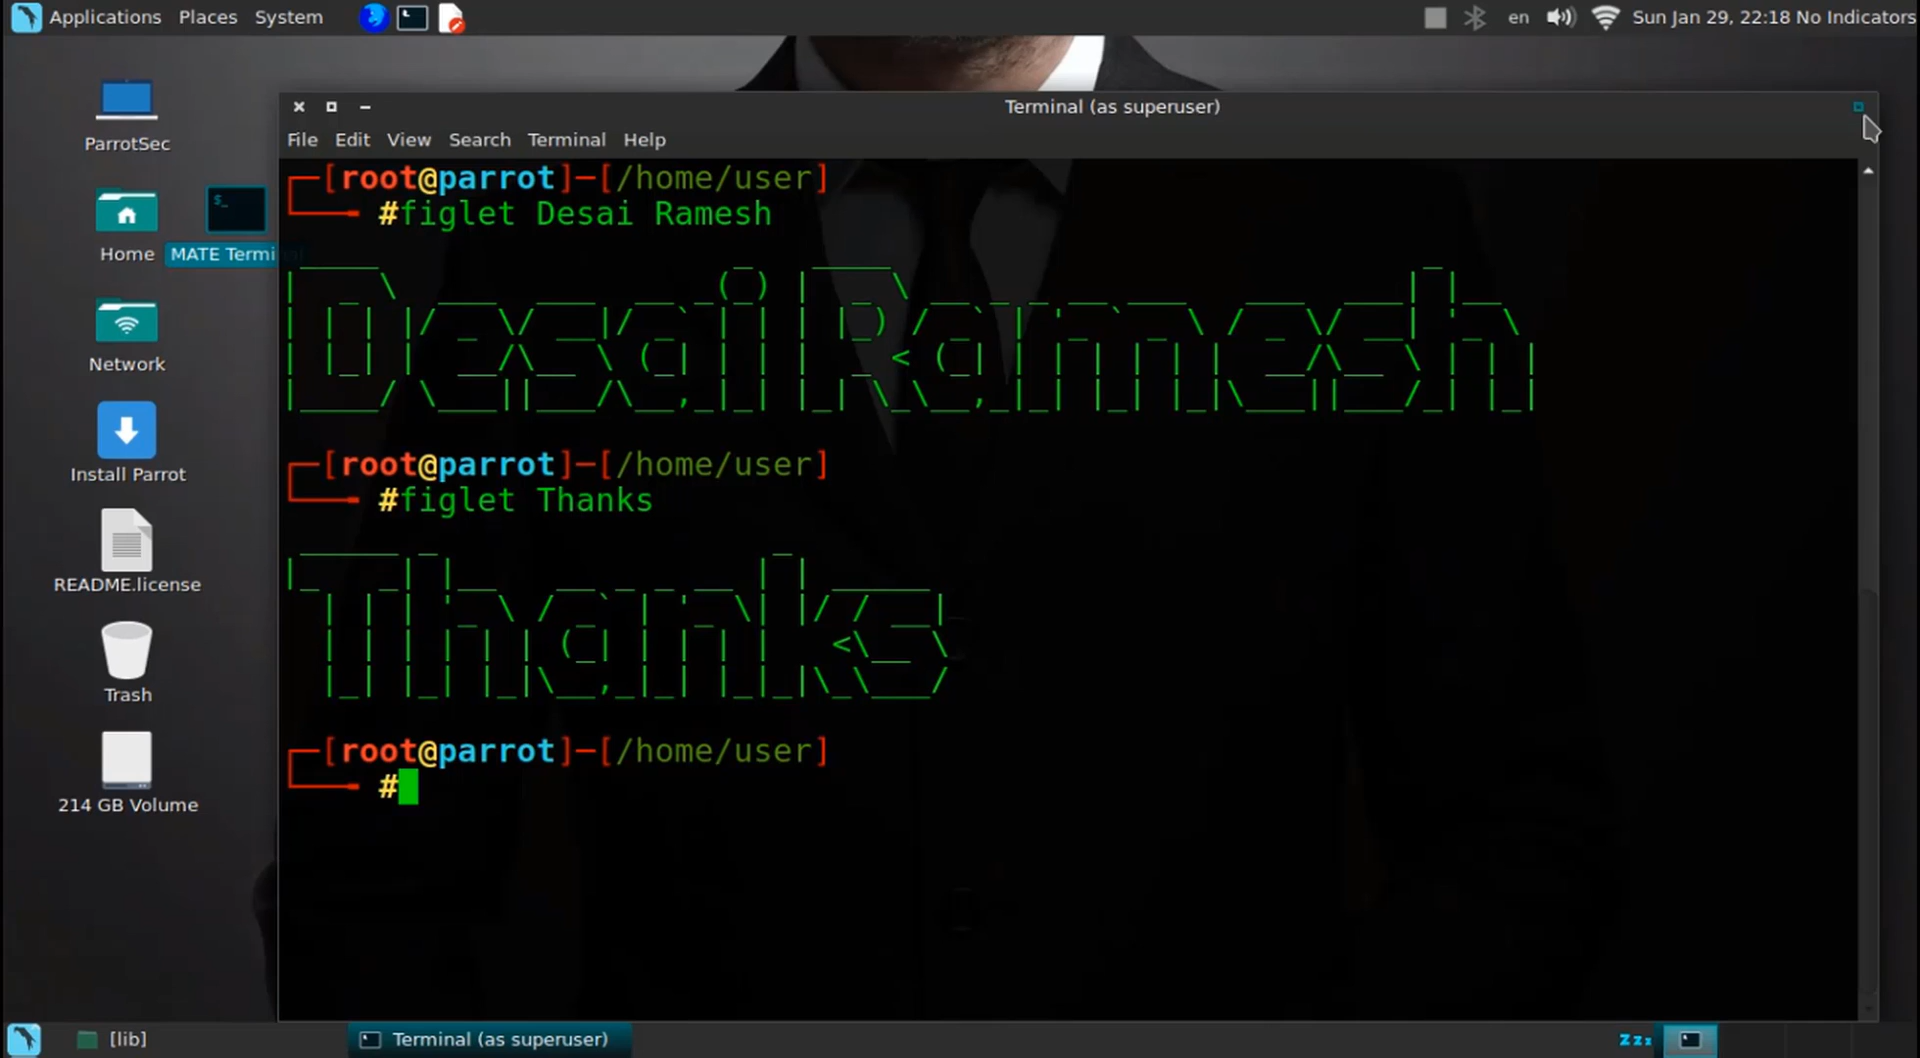 Applications Places System
en Sun Jan 29, 22:18 No Indicators
Terminal (as superuser)
File Edit View Search Terminal Help
ParrotSec
Home
MATE Termi
Network
Install Parrot
README.license
Trash
214 GB Volume
[root@parrot]─[/home/user]
#figlet Desai Ramesh
Desai Ramesh
[root@parrot]─[/home/user]
#figlet Thanks
Thanks
[root@parrot]─[/home/user]
#
[lib]
Terminal (as superuser)
zzz